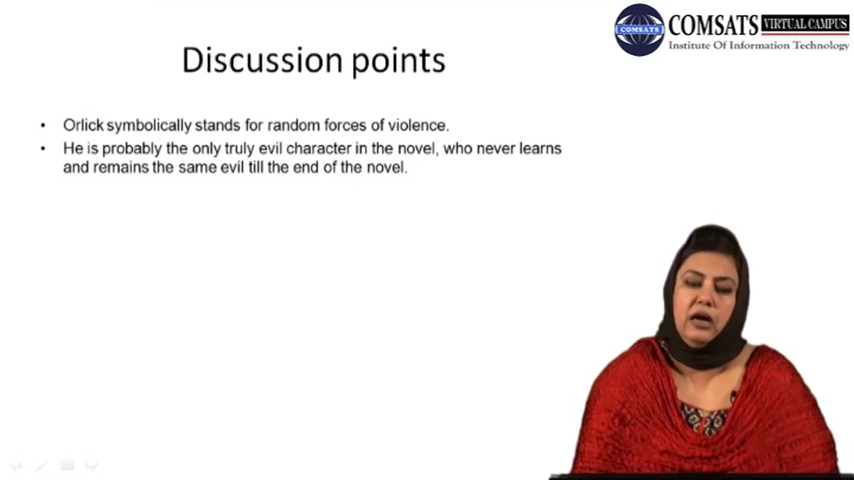 COMSATS VIRTUAL CAMPUS
COMSATS
Institute Of Information Technology
Discussion points
• Orlick symbolically stands for random forces of violence.
• He is probably the only truly evil character in the novel, who never learns
and remains the same evil till the end of the novel.